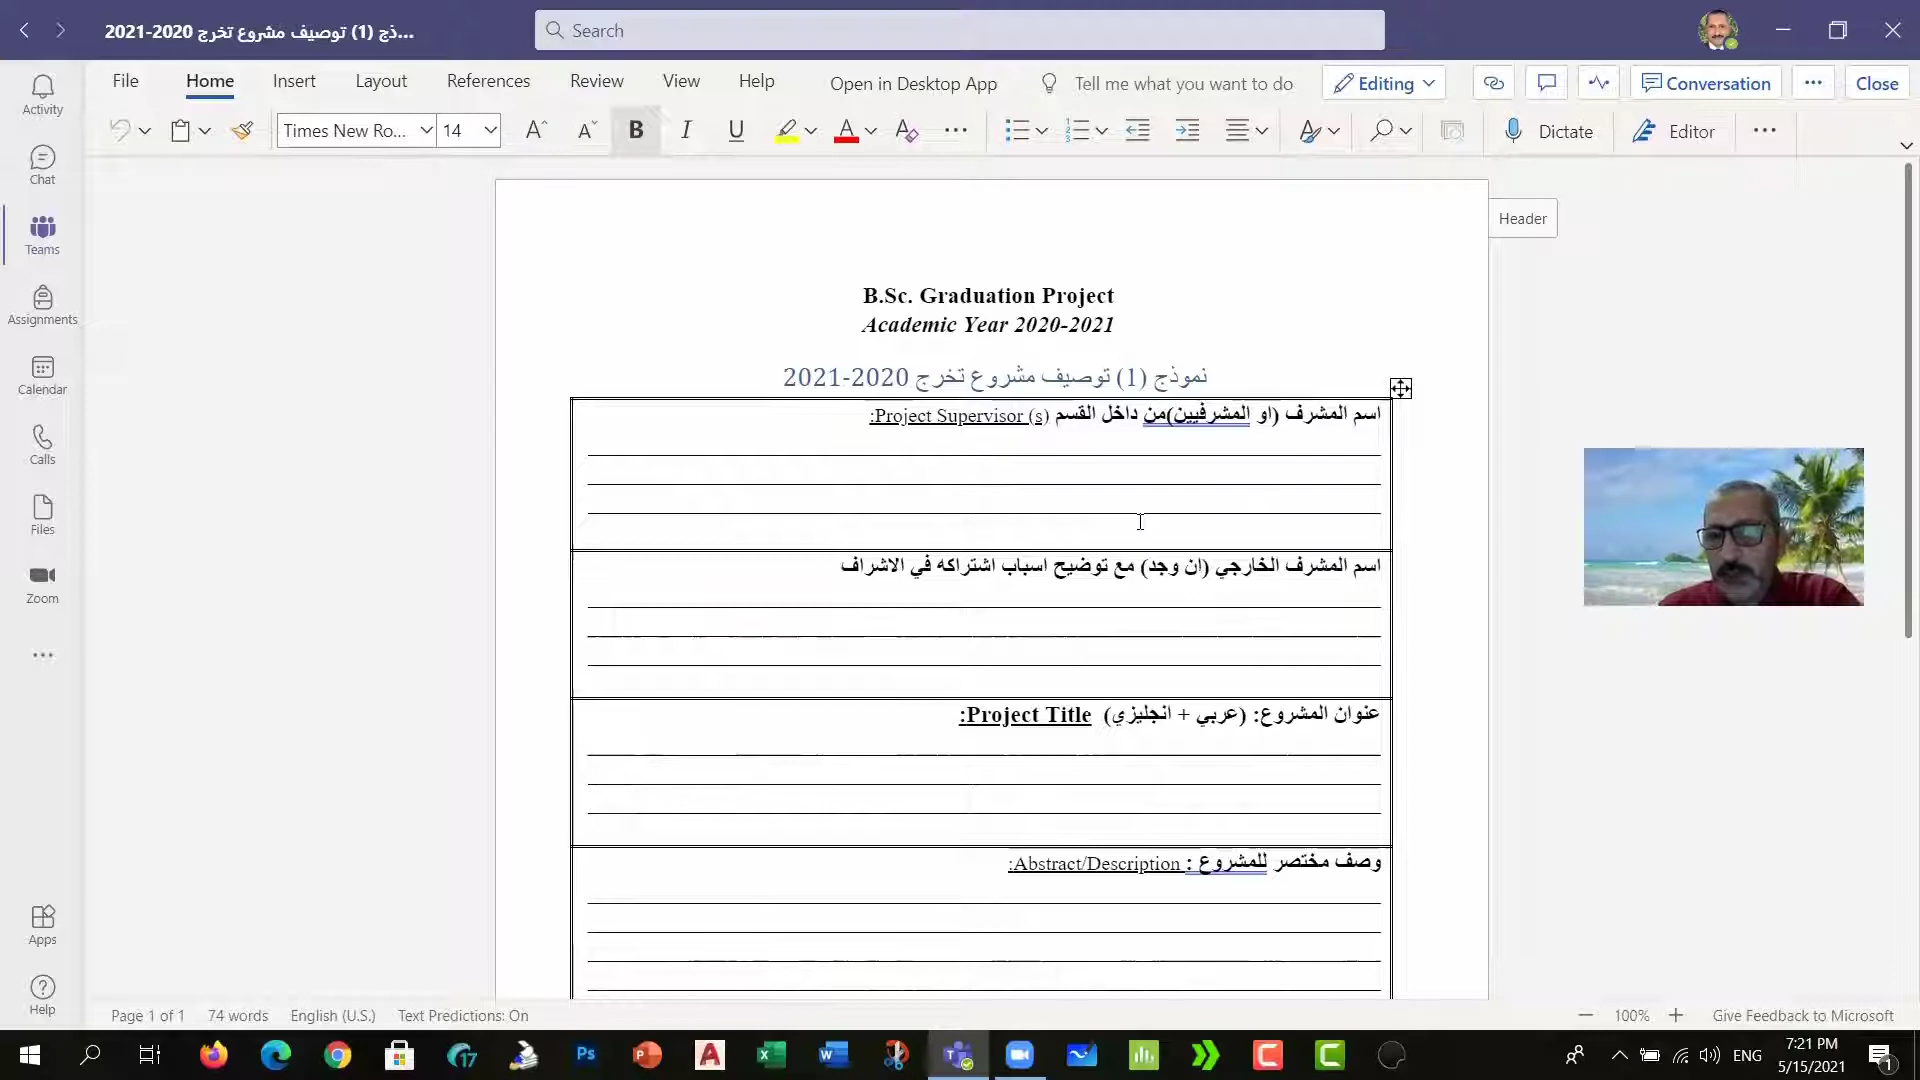 ...ذج (1) توصيف مشروع تخرج 2020-2021
Search
File
Home
Insert
Layout
References
Review
View
Help
Open in Desktop App
Tell me what you want to do
Editing
Conversation
Close
Times New Ro...
14
B
I
U
Dictate
Editor
Activity
Chat
Teams
Assignments
Calendar
Calls
Files
Zoom
Apps
Help
Header
B.Sc. Graduation Project
Academic Year 2020-2021
نموذج (1) توصيف مشروع تخرج 2020-2021
اسم المشرف (او المشرفيين)من داخل القسم Project Supervisor (s):
اسم المشرف الخارجي (ان وجد) مع توضيح اسباب اشتراكه في الاشراف
عنوان المشروع: (عربي + انجليزي) Project Title:
وصف مختصر للمشروع : Abstract/Description:
Page 1 of 1
74 words
English (U.S.)
Text Predictions: On
100%
Give Feedback to Microsoft
17
Ps
ENG
7:21 PM
5/15/2021
1